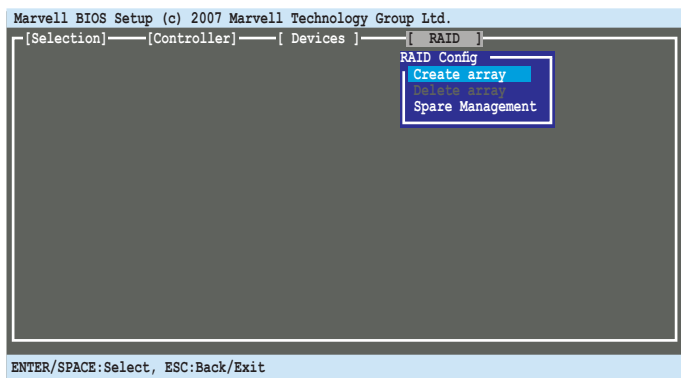 Marvell BIOS Setup (c) 2007 Marvell Technology Group Ltd.
[Selection] [Controller] [ Devices ] [ RAID ]
RAID Config
Create array
Delete array
Spare Management
ENTER/SPACE:Select, ESC:Back/Exit